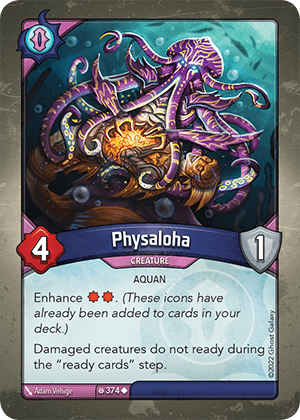 Physaloha
CREATURE
4
1
AQUAN
Enhance . (These icons have
already been added to cards in your
deck.)
Damaged creatures do not ready during
the “ready cards” step.
Adam Vehige
374
©2022 Ghost Galaxy